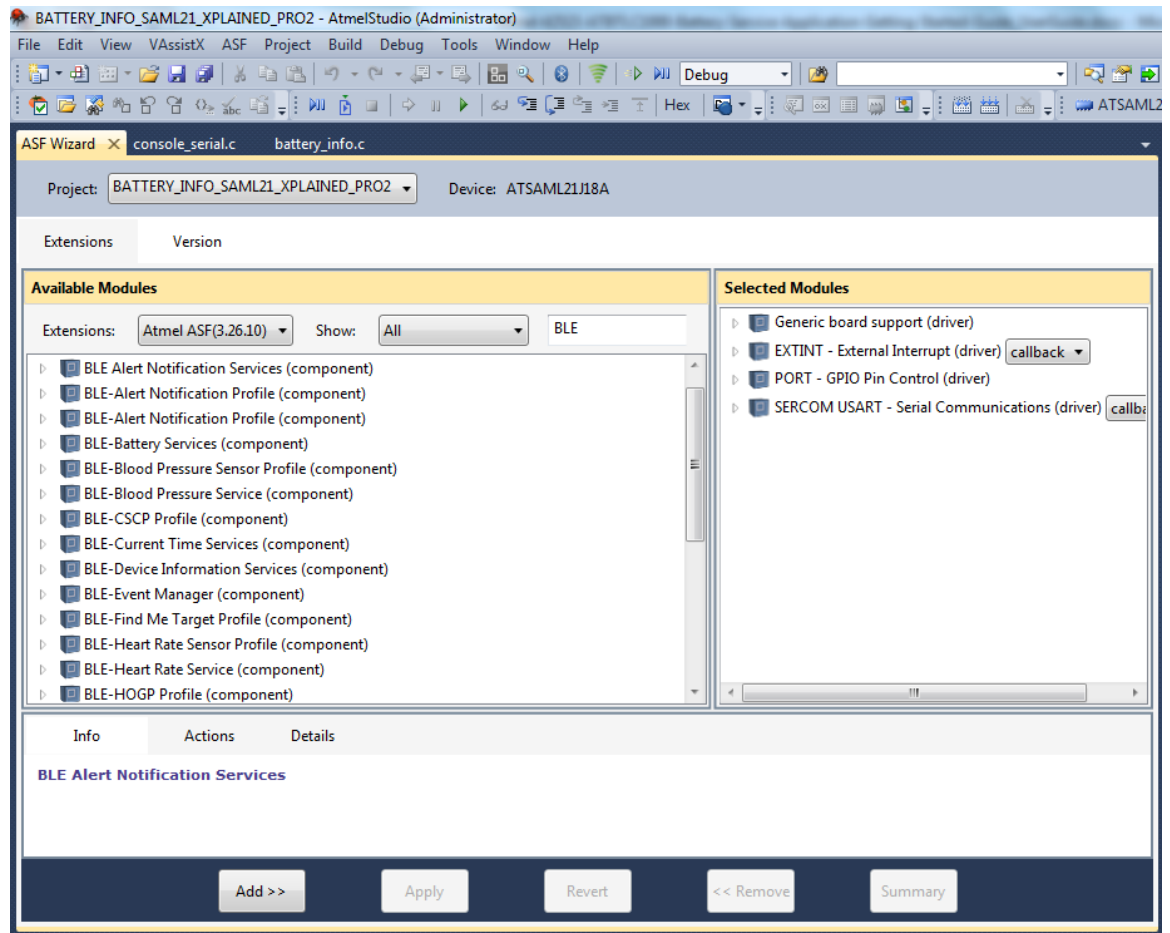 BATTERY_INFO_SAML21_XPLAINED_PRO2 - AtmelStudio (Administrator)
File Edit View VAssistX ASF Project Build Debug Tools Window Help
Debug
Hex ATSAML2
ASF Wizard console_serial.c battery_info.c
Project: BATTERY_INFO_SAML21_XPLAINED_PRO2 Device: ATSAML21J18A
Extensions Version
Available Modules
Extensions: Atmel ASF(3.26.10) Show: All BLE
BLE Alert Notification Services (component)
BLE-Alert Notification Profile (component)
BLE-Alert Notification Profile (component)
BLE-Battery Services (component)
BLE-Blood Pressure Sensor Profile (component)
BLE-Blood Pressure Service (component)
BLE-CSCP Profile (component)
BLE-Current Time Services (component)
BLE-Device Information Services (component)
BLE-Event Manager (component)
BLE-Find Me Target Profile (component)
BLE-Heart Rate Sensor Profile (component)
BLE-Heart Rate Service (component)
BLE-HOGP Profile (component)
Selected Modules
Generic board support (driver)
EXTINT - External Interrupt (driver) callback
PORT - GPIO Pin Control (driver)
SERCOM USART - Serial Communications (driver) callba
Info Actions Details
BLE Alert Notification Services
Add >> Apply Revert << Remove Summary